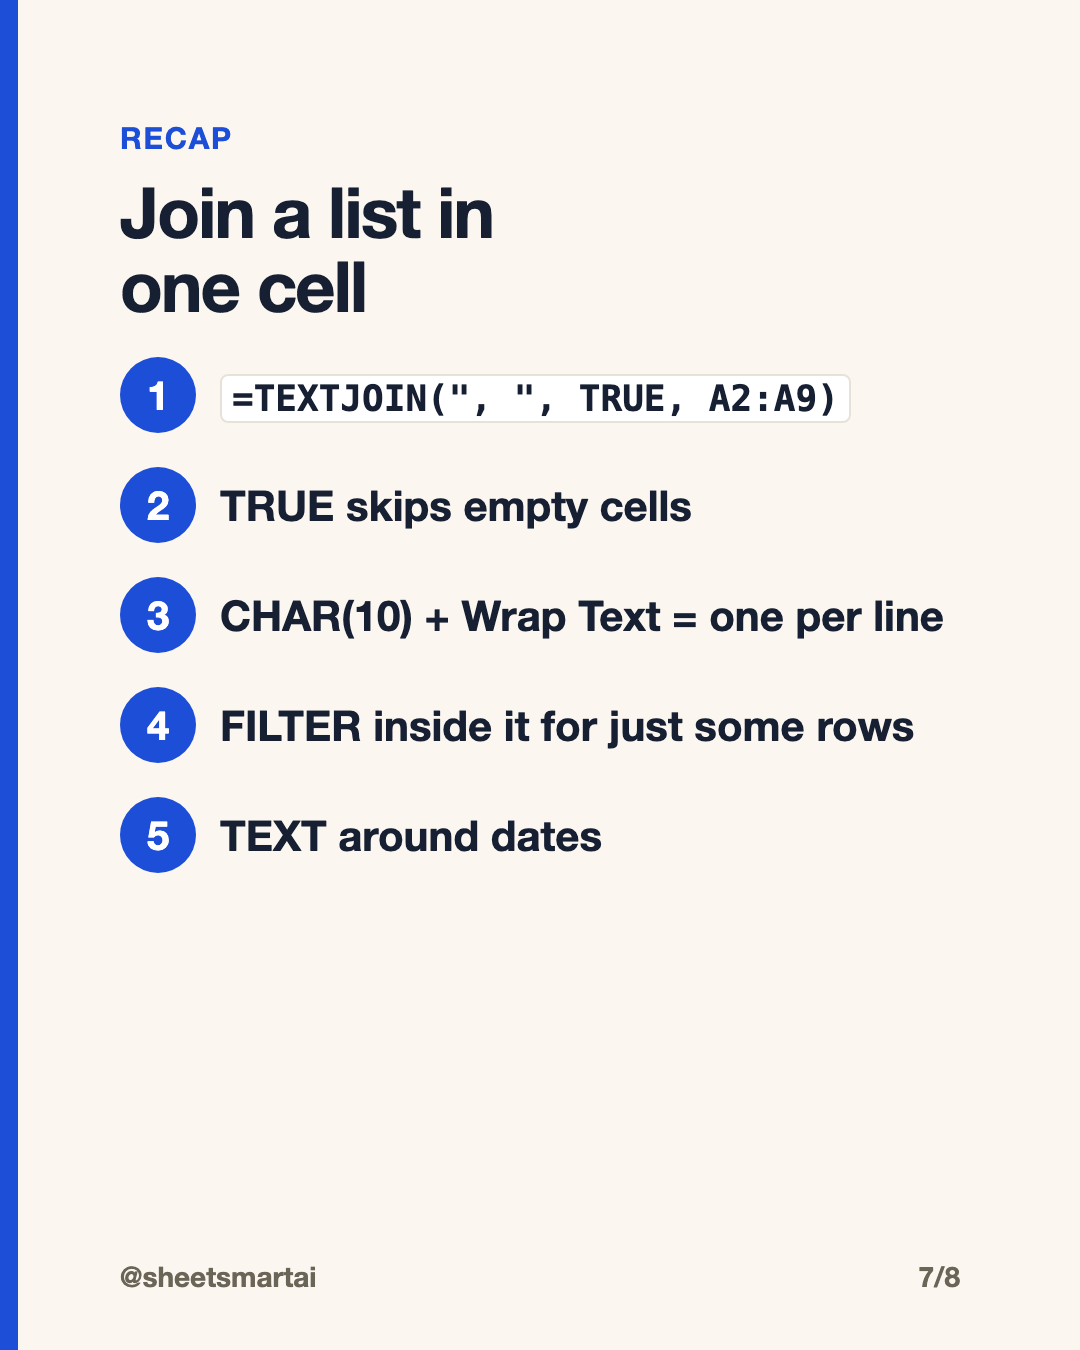 RECAP
Join a list in
one cell
1 =TEXTJOIN(", ", TRUE, A2:A9)
2 TRUE skips empty cells
3 CHAR(10) + Wrap Text = one per line
4 FILTER inside it for just some rows
5 TEXT around dates
@sheetsmartai 7/8